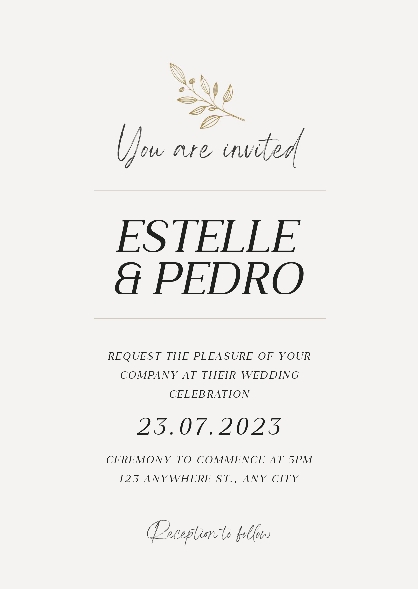 You are invited
ESTELLE
& PEDRO
REQUEST THE PLEASURE OF YOUR
COMPANY AT THEIR WEDDING
CELEBRATION
23.07.2023
CEREMONY TO COMMENCE AT 3PM
123 ANYWHERE ST., ANY CITY
Reception to follow